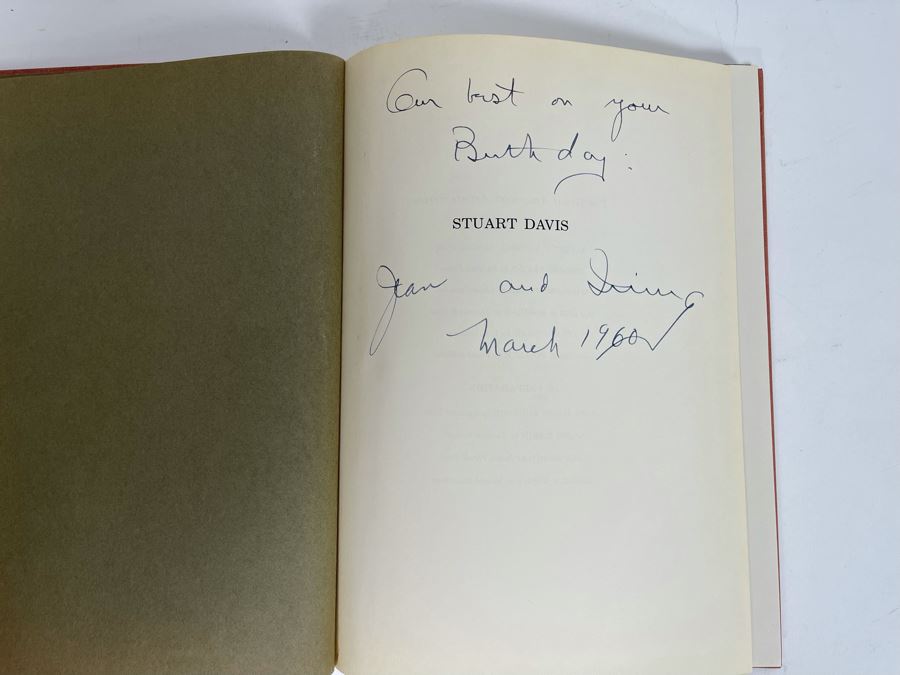 Our best on your
Birthday:
STUART DAVIS
Jean and Irving
March 1960